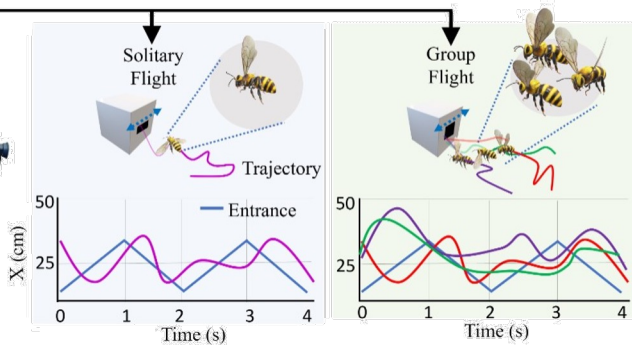 Solitary
Flight
Trajectory
50
25
X (cm)
Entrance
0 1 2 3 4
Time (s)
Group
Flight
50
25
0 1 2 3 4
Time (s)